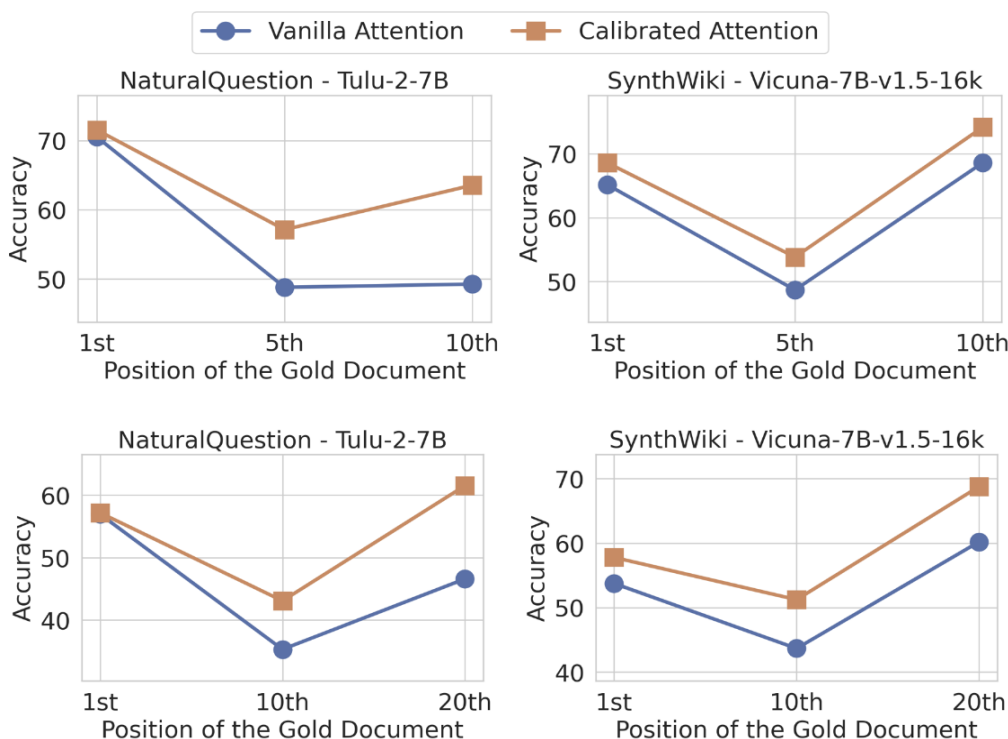 Vanilla Attention
Calibrated Attention
NaturalQuestion - Tulu-2-7B
Accuracy
70
60
50
1st
5th
10th
Position of the Gold Document
SynthWiki - Vicuna-7B-v1.5-16k
Accuracy
70
60
50
1st
5th
10th
Position of the Gold Document
NaturalQuestion - Tulu-2-7B
Accuracy
60
50
40
1st
10th
20th
Position of the Gold Document
SynthWiki - Vicuna-7B-v1.5-16k
Accuracy
70
60
50
40
1st
10th
20th
Position of the Gold Document